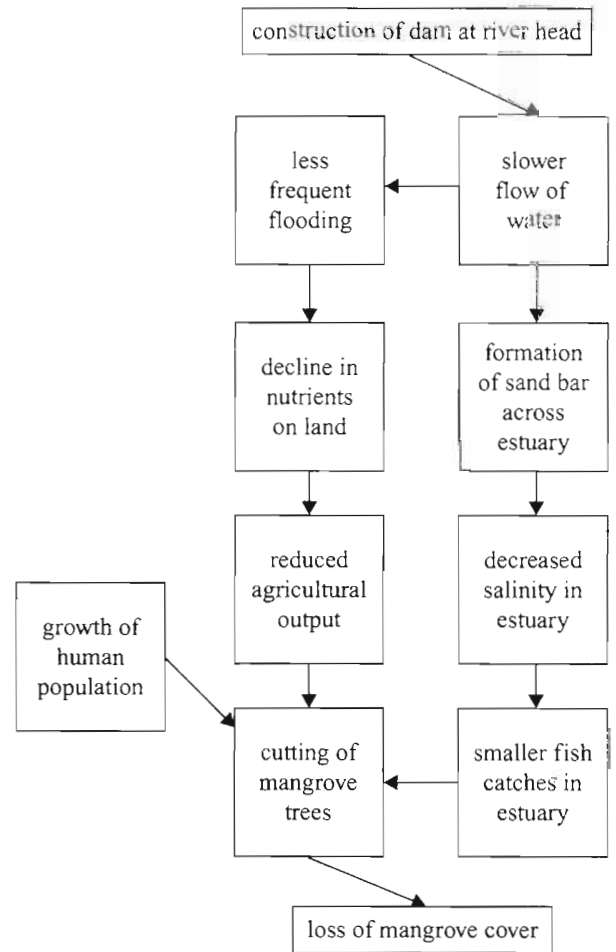 construction of dam at river head
less
frequent
flooding
slower
flow of
water
decline in
nutrients
on land
formation
of sand bar
across
estuary
reduced
agricultural
output
decreased
salinity in
estuary
growth of
human
population
cutting of
mangrove
trees
smaller fish
catches in
estuary
loss of mangrove cover